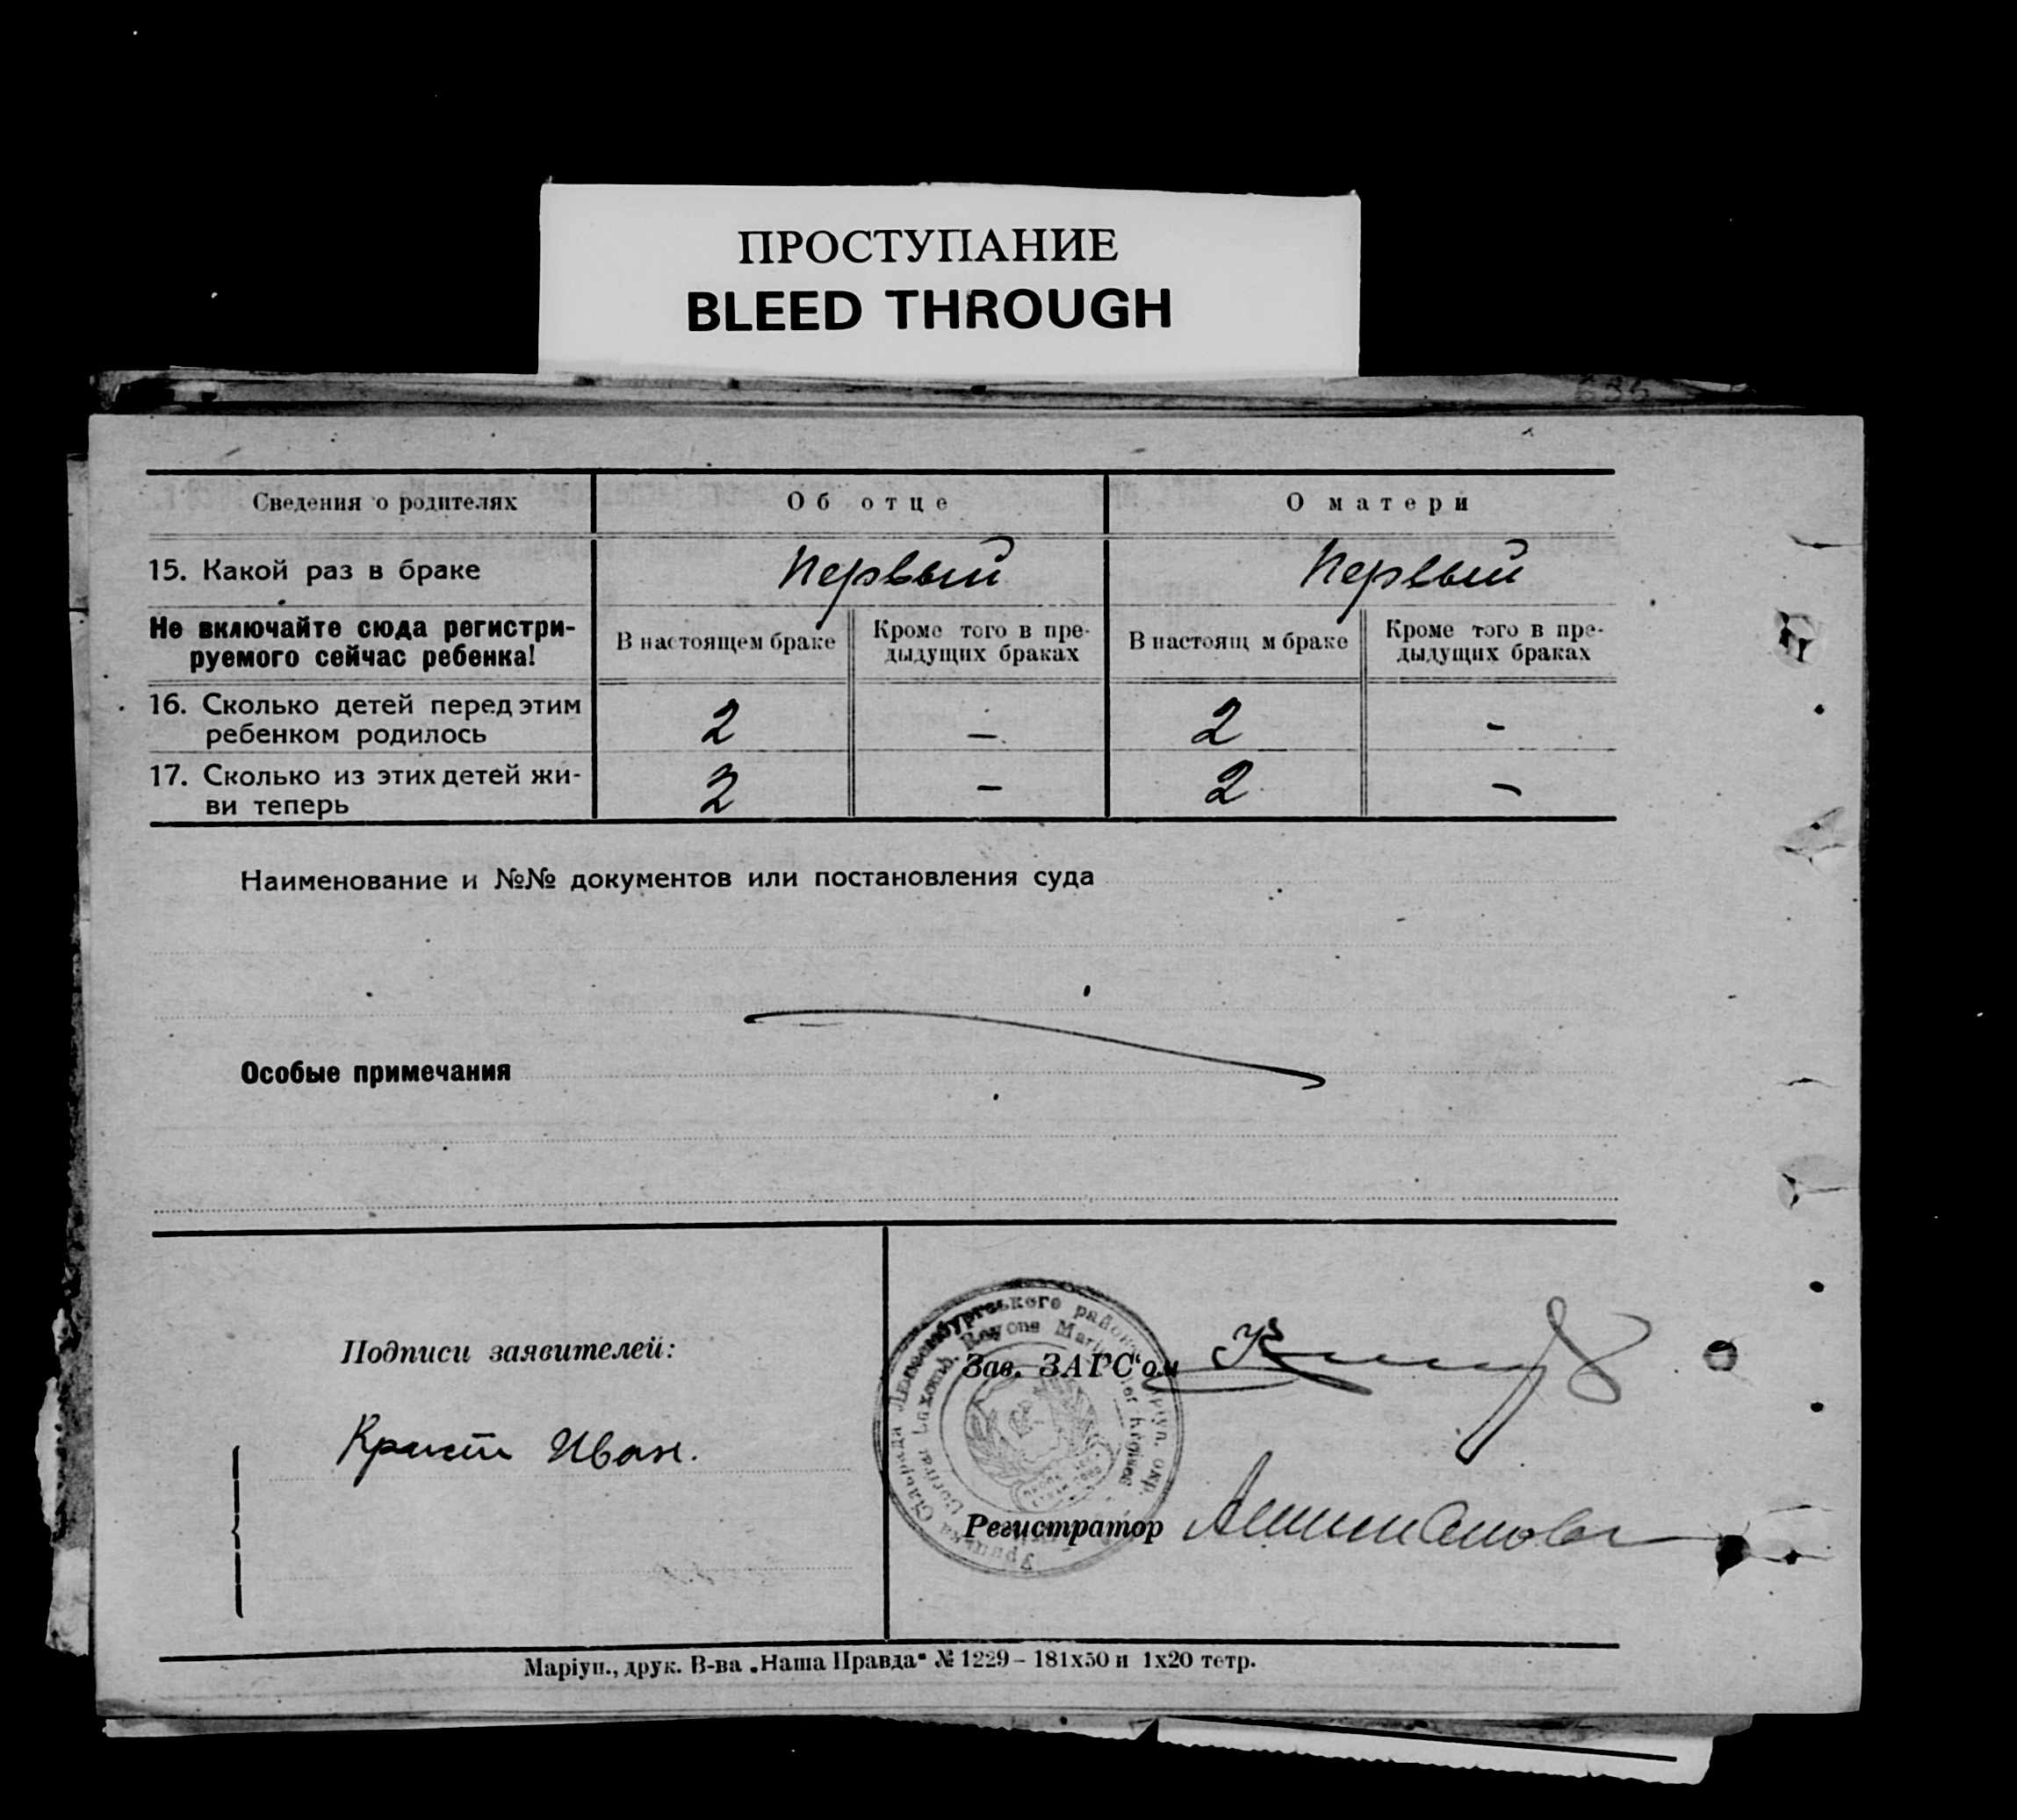 ПРОСТУПАНИЕ
BLEED THROUGH
635
Сведения о родителях
Об отце
О матери
15. Какой раз в браке
Первый
Первый
Не включайте сюда регистри-
руемого сейчас ребенка!
В настоящем браке
Кроме того в пре-
дыдущих браках
В настоящ м браке
Кроме того в пре-
дыдущих браках
16. Сколько детей перед этим
ребенком родилось
2
—
2
-
17. Сколько из этих детей жи-
ви теперь
2
—
2
-
Наименование и №№ документов или постановления суда
Особые примечания
Подписи заявителей:
Крист Иван.
Зав. ЗАГС'ом
Регистратор
Маріуп., друк. В-ва „Наша Правда" № 1229 – 181х50 и 1х20 тетр.